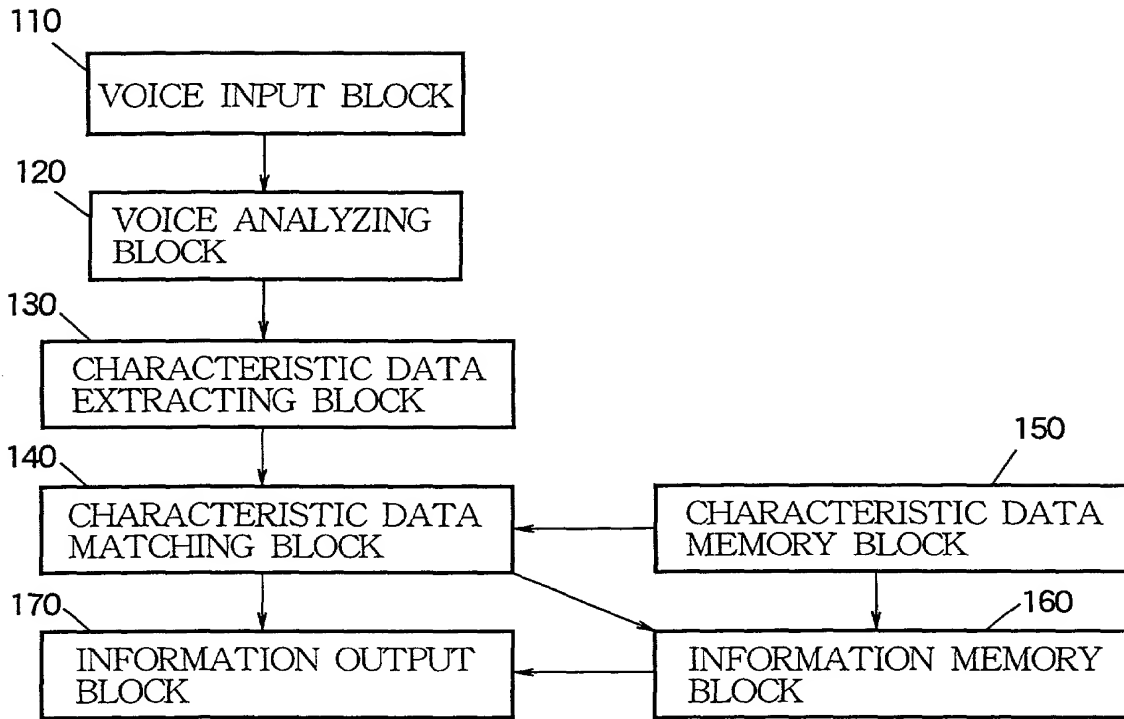 110
VOICE INPUT BLOCK
120
VOICE ANALYZING
BLOCK
130
CHARACTERISTIC DATA
EXTRACTING BLOCK
140
CHARACTERISTIC DATA
MATCHING BLOCK
150
CHARACTERISTIC DATA
MEMORY BLOCK
170
INFORMATION OUTPUT
BLOCK
160
INFORMATION MEMORY
BLOCK